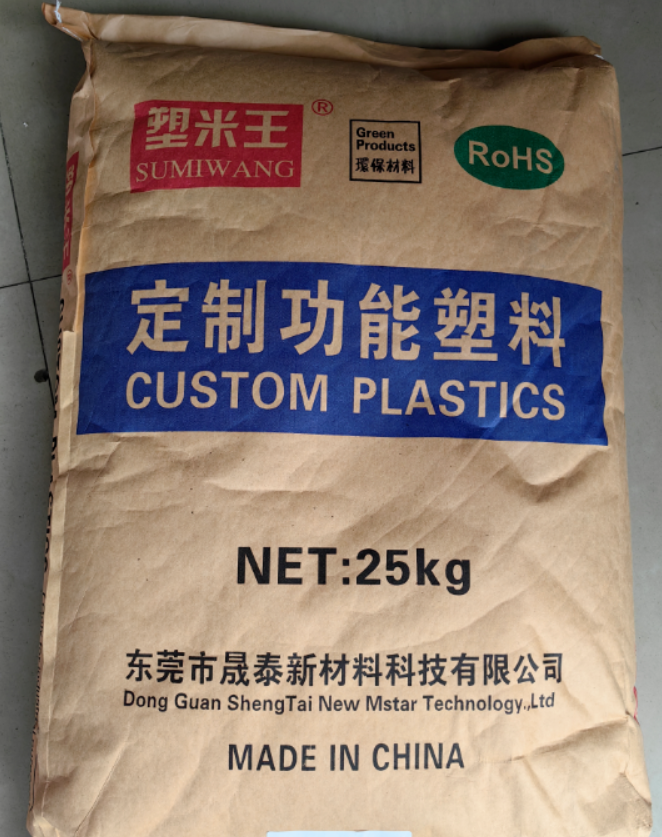 塑米王®
SUMIWANG
Green
Products
環保材料
RoHS
定制功能塑料
CUSTOM PLASTICS
NET:25kg
东莞市晟泰新材料科技有限公司
Dong Guan ShengTai New Mstar Technology.,Ltd
MADE IN CHINA